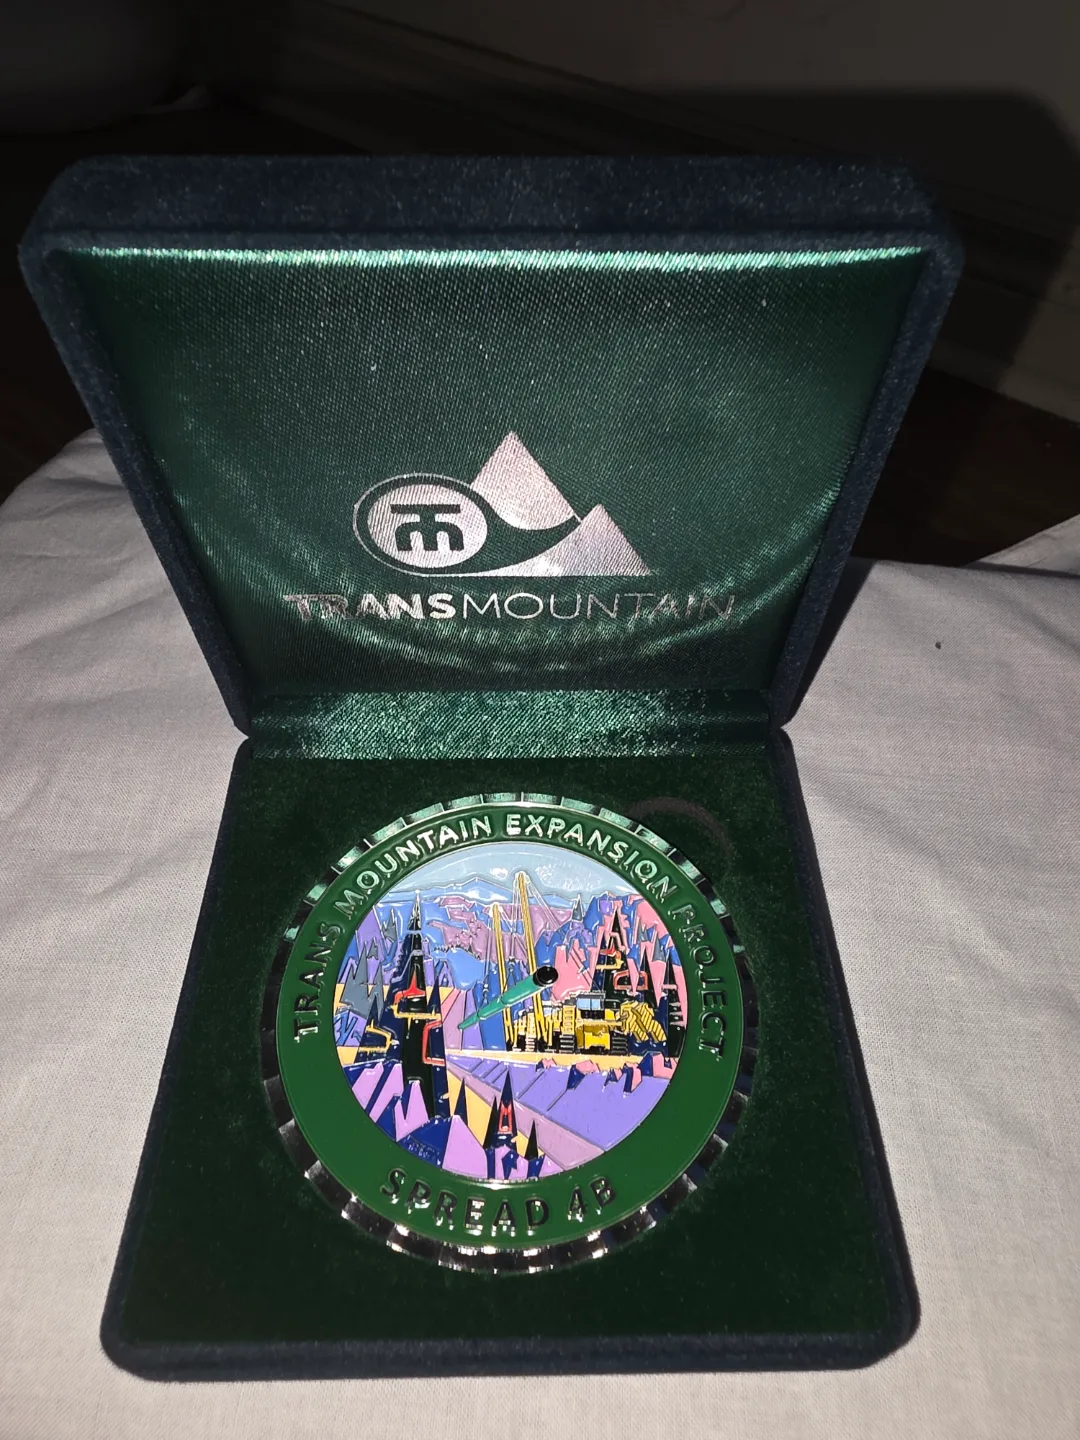 TRANSMOUNTAIN
TRANS MOUNTAIN EXPANSION PROJECT
SPREAD 4B